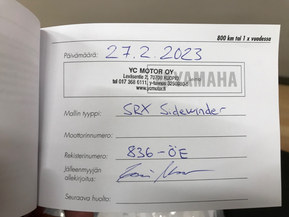 800 km tai 1 x vuodessa
Päivämäärä: 27.2.2023
YC MOTOR OY
YAMAHA
Mallin tyyppi: SRX Sidewinder
Moottorinumero:
Rekisterinumero: 836-ÖE
Jälleenmyyjän
allekirjoitus:
Seuraava huolto: